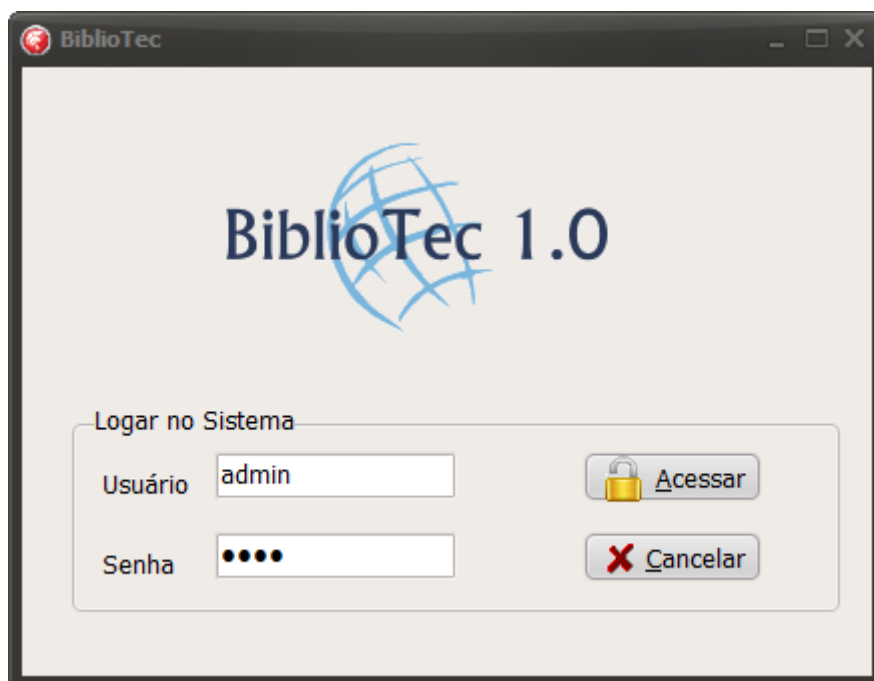 BiblioTec
BiblioTec 1.0
Logar no Sistema
Usuário admin Acessar
Senha •••• Cancelar